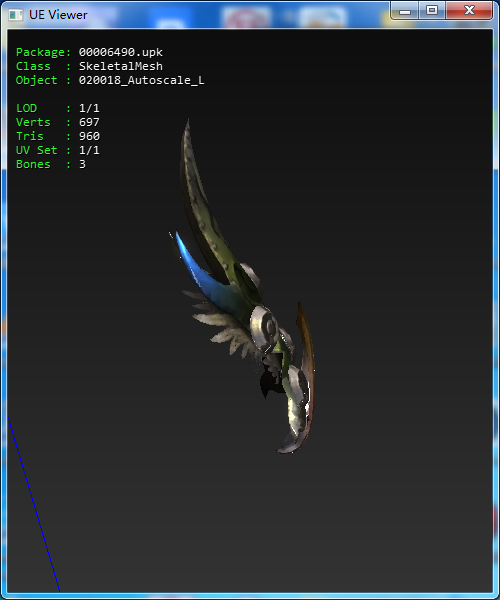 UE Viewer
Package: 00006490.upk
Class : SkeletalMesh
Object : 020018_Autoscale_L
LOD : 1/1
Verts : 697
Tris : 960
UV Set : 1/1
Bones : 3